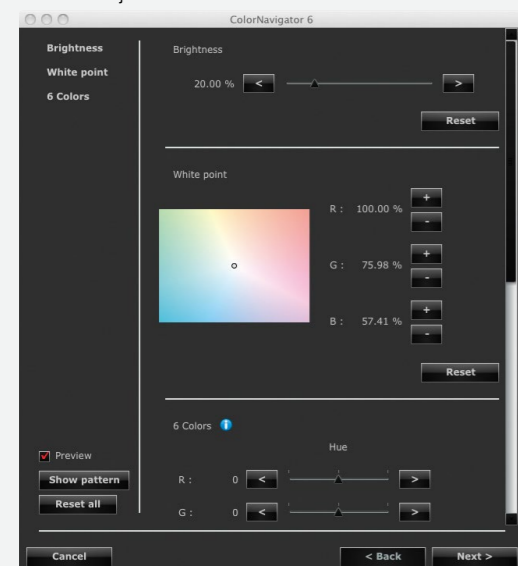 ColorNavigator 6
Brightness
White point
6 Colors
Brightness
20.00 % < >
Reset
White point
R : 100.00 % + -
G : 75.98 % + -
B : 57.41 % + -
Reset
6 Colors i
Hue
R : 0 < >
G : 0 < >
Preview
Show pattern
Reset all
Cancel
< Back
Next >